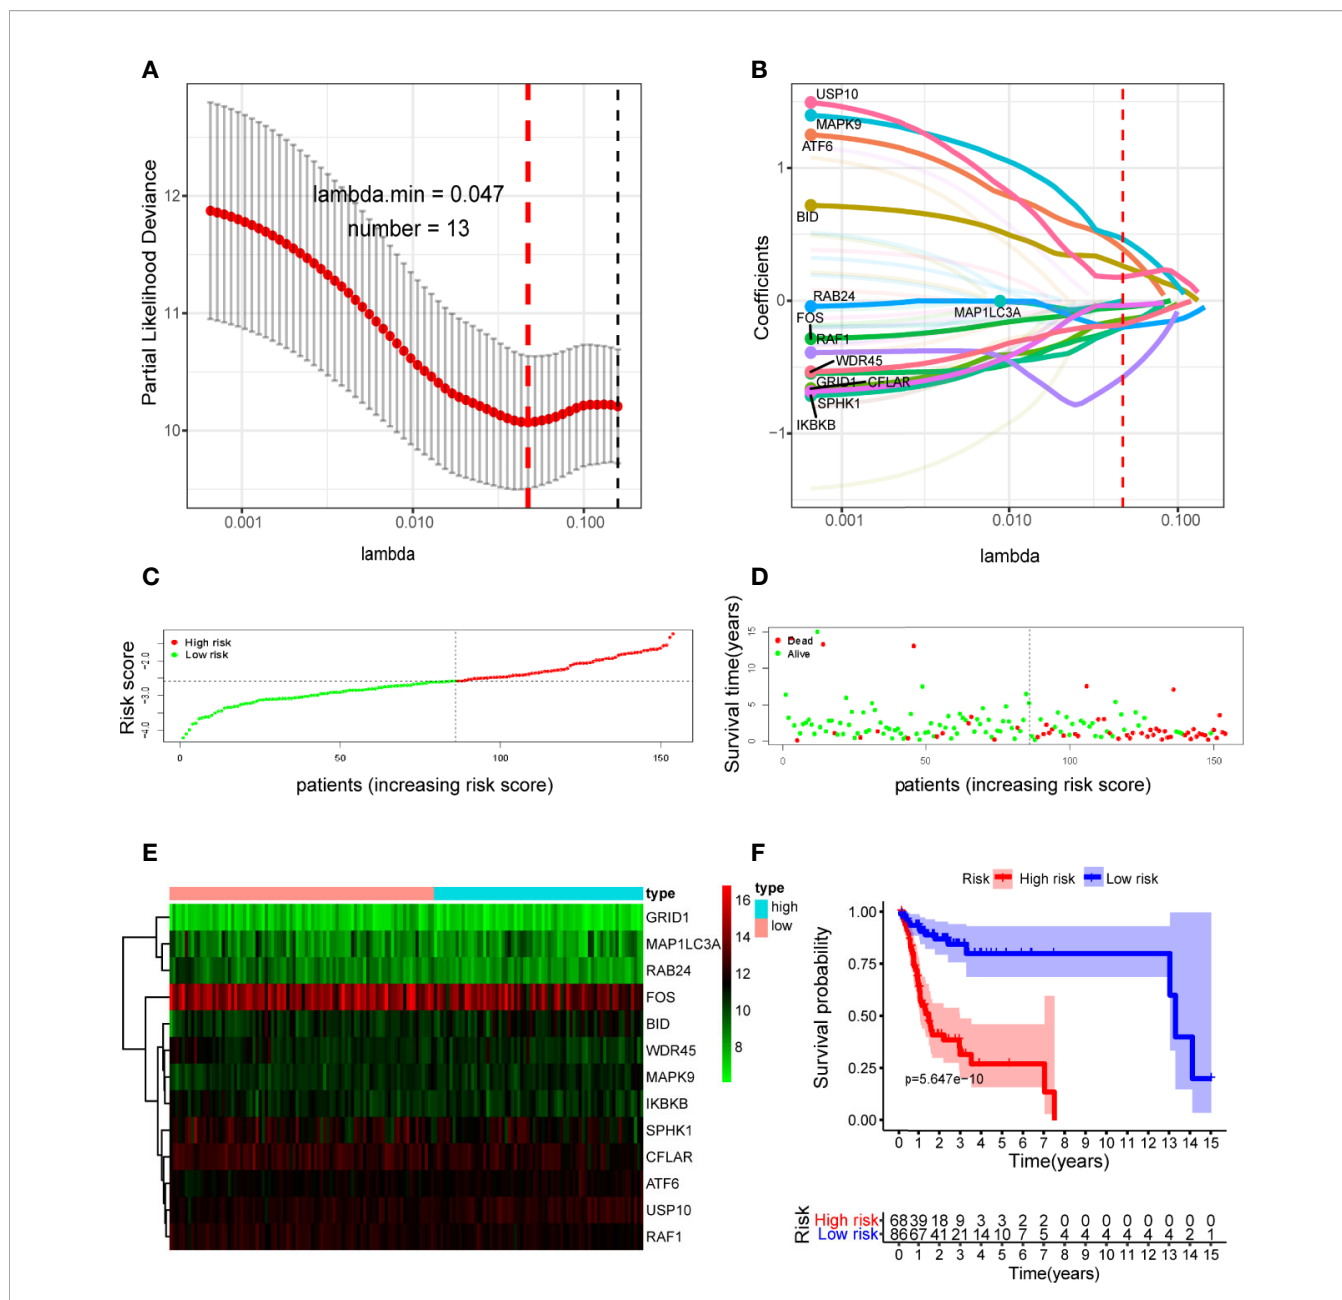 A
Partial Likelihood Deviance
12
11
10
lambda.min = 0.047
number = 13
0.001
0.010
0.100
lambda
B
Coefficients
1
0
−1
USP10
MAPK9
ATF6
BID
RAB24
MAP1LC3A
FOS
RAF1
WDR45
GRID1
CFLAR
SPHK1
IKBKB
0.001
0.010
0.100
lambda
C
Risk score
−2.0
−3.0
−4.0
High risk
Low risk
0
50
100
150
patients (increasing risk score)
D
Survival time(years)
15
10
5
0
Dead
Alive
0
50
100
150
patients (increasing risk score)
E
type
GRID1
MAP1LC3A
RAB24
FOS
BID
WDR45
MAPK9
IKBKB
SPHK1
CFLAR
ATF6
USP10
RAF1
16
14
12
10
8
type
high
low
F
Risk High risk Low risk
Survival probability
1.00
0.75
0.50
0.25
0.00
p=5.647e−10
0 1 2 3 4 5 6 7 8 9 10 11 12 13 14 15
Time(years)
Risk
High risk 68 39 18 9 3 3 2 2 0 0 0 0 0 0 0 0
Low risk 86 67 41 21 14 10 7 5 4 4 4 4 4 4 2 1
0 1 2 3 4 5 6 7 8 9 10 11 12 13 14 15
Time(years)